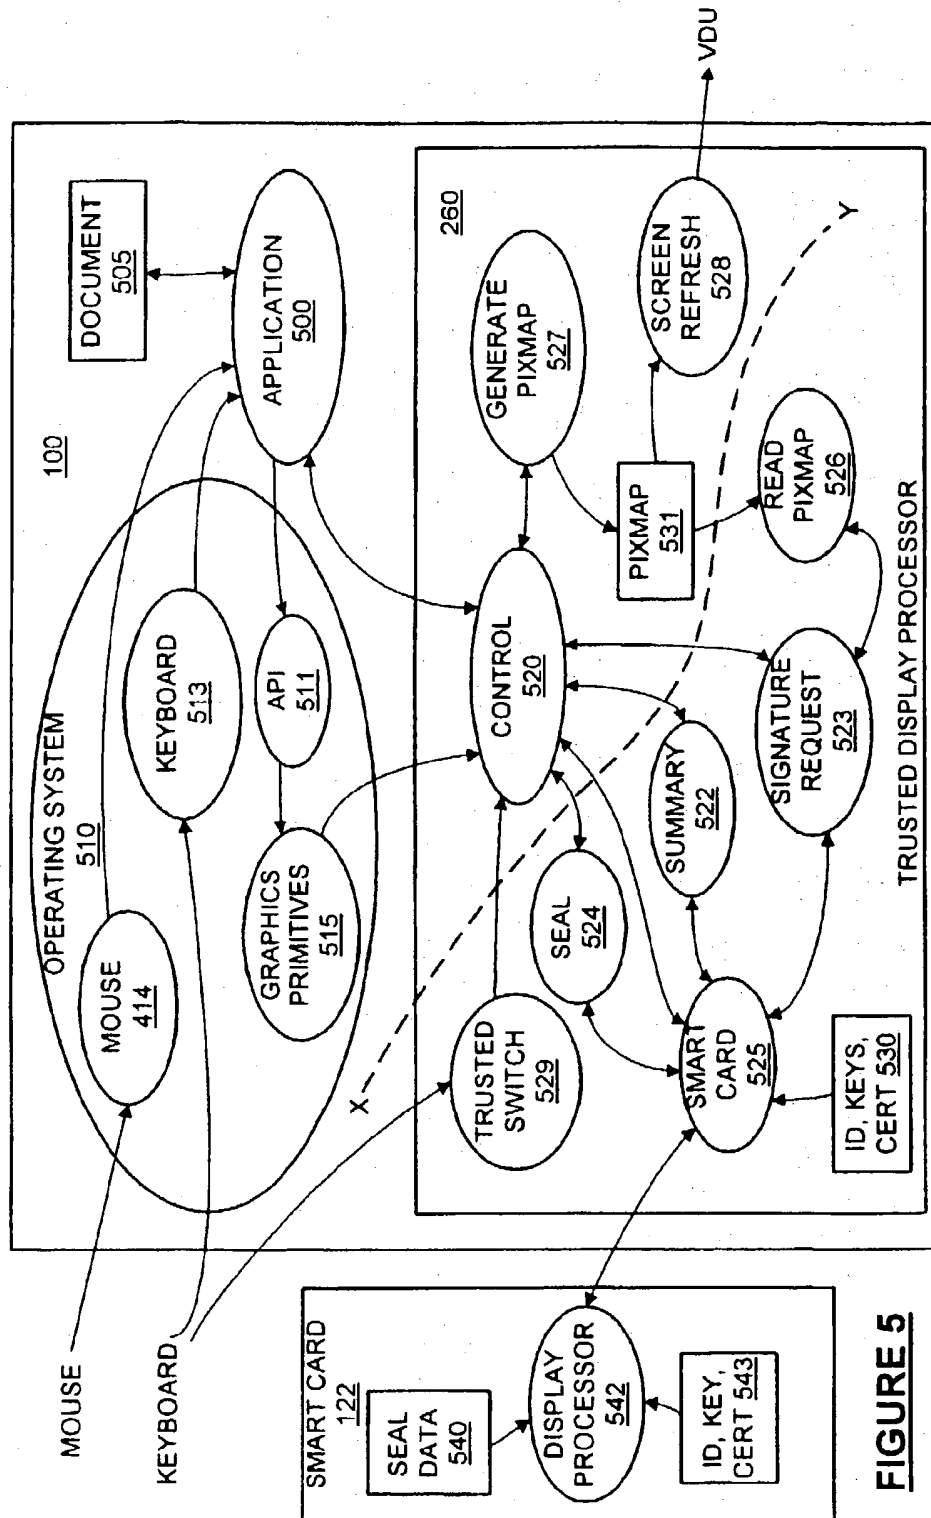 MOUSE
KEYBOARD
100
OPERATING SYSTEM
510
MOUSE
414
KEYBOARD
513
GRAPHICS
PRIMITIVES
515
API
511
APPLICATION
500
DOCUMENT
505
X
Y
260
TRUSTED
SWITCH
529
CONTROL
520
GENERATE
PIXMAP
527
SEAL
524
PIXMAP
531
SCREEN
REFRESH
528
VDU
SUMMARY
522
SMART
CARD
525
SIGNATURE
REQUEST
523
READ
PIXMAP
526
ID, KEYS,
CERT 530
TRUSTED DISPLAY PROCESSOR
SMART CARD
122
SEAL
DATA
540
DISPLAY
PROCESSOR
542
ID, KEY,
CERT 543
FIGURE 5